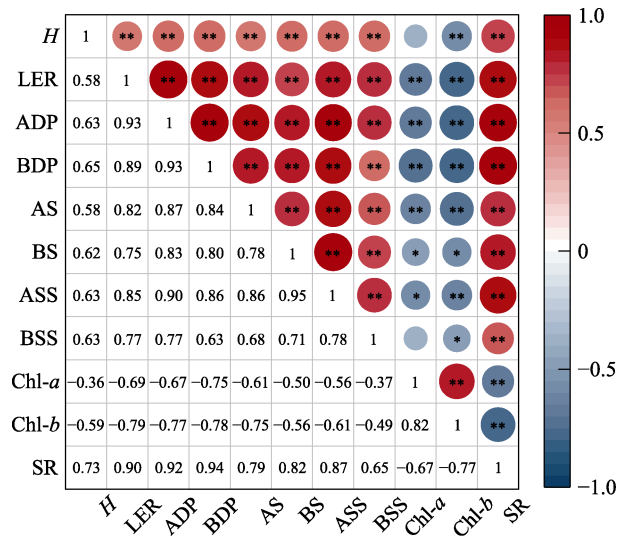 H 1 ** ** ** ** ** ** ** ** **
LER 0.58 1 ** ** ** ** ** ** ** ** **
ADP 0.63 0.93 1 ** ** ** ** ** ** ** **
BDP 0.65 0.89 0.93 1 ** ** ** ** ** ** **
AS 0.58 0.82 0.87 0.84 1 ** ** ** ** ** **
BS 0.62 0.75 0.83 0.80 0.78 1 ** ** * * **
ASS 0.63 0.85 0.90 0.86 0.86 0.95 1 ** * ** **
BSS 0.63 0.77 0.77 0.63 0.68 0.71 0.78 1 * **
Chl-a −0.36 −0.69 −0.67 −0.75 −0.61 −0.50 −0.56 −0.37 1 ** **
Chl-b −0.59 −0.79 −0.77 −0.78 −0.75 −0.56 −0.61 −0.49 0.82 1 **
SR 0.73 0.90 0.92 0.94 0.79 0.82 0.87 0.65 −0.67 −0.77 1
H LER ADP BDP AS BS ASS BSS Chl-a Chl-b SR
1.0
0.5
0
−0.5
−1.0